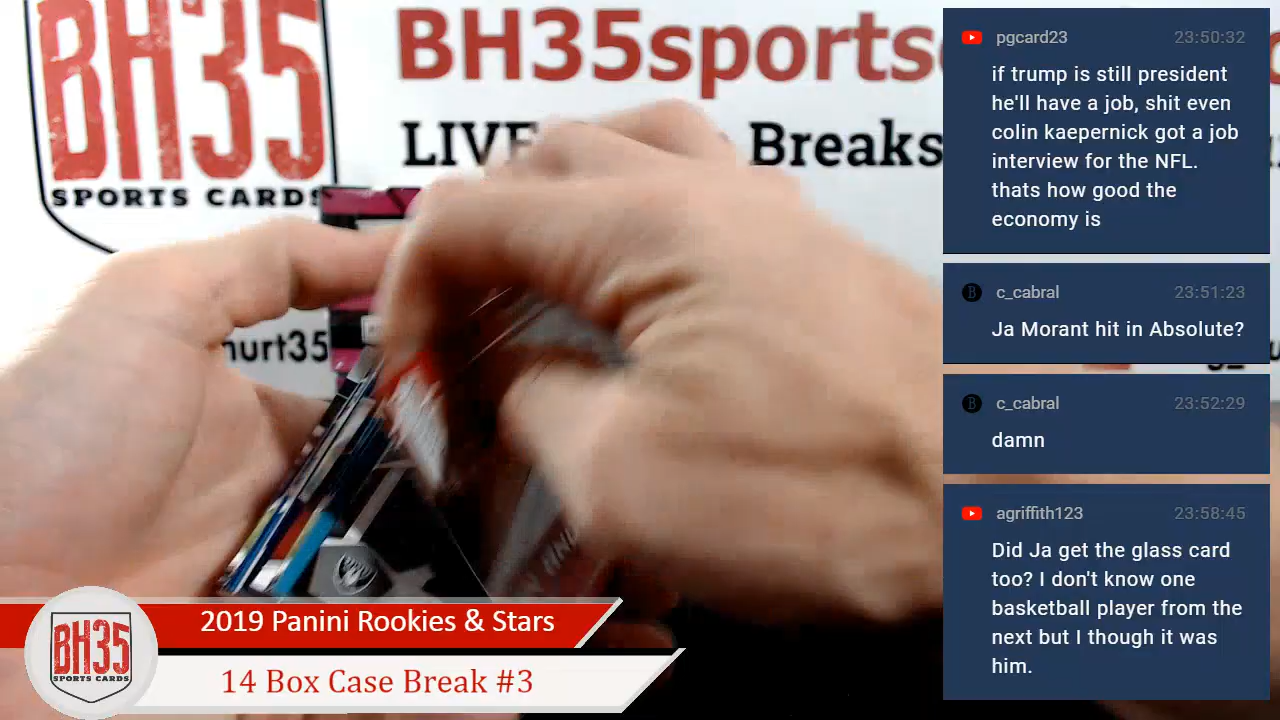 BH35
SPORTS CARDS
BH35sports
LIVE Breaks
hurt35
pgcard23 23:50:32
if trump is still president
he'll have a job, shit even
colin kaepernick got a job
interview for the NFL.
thats how good the
economy is
c_cabral 23:51:23
Ja Morant hit in Absolute?
c_cabral 23:52:29
damn
agriffith123 23:58:45
Did Ja get the glass card
too? I don't know one
basketball player from the
next but I though it was
him.
BH35
SPORTS CARDS
2019 Panini Rookies & Stars
14 Box Case Break #3